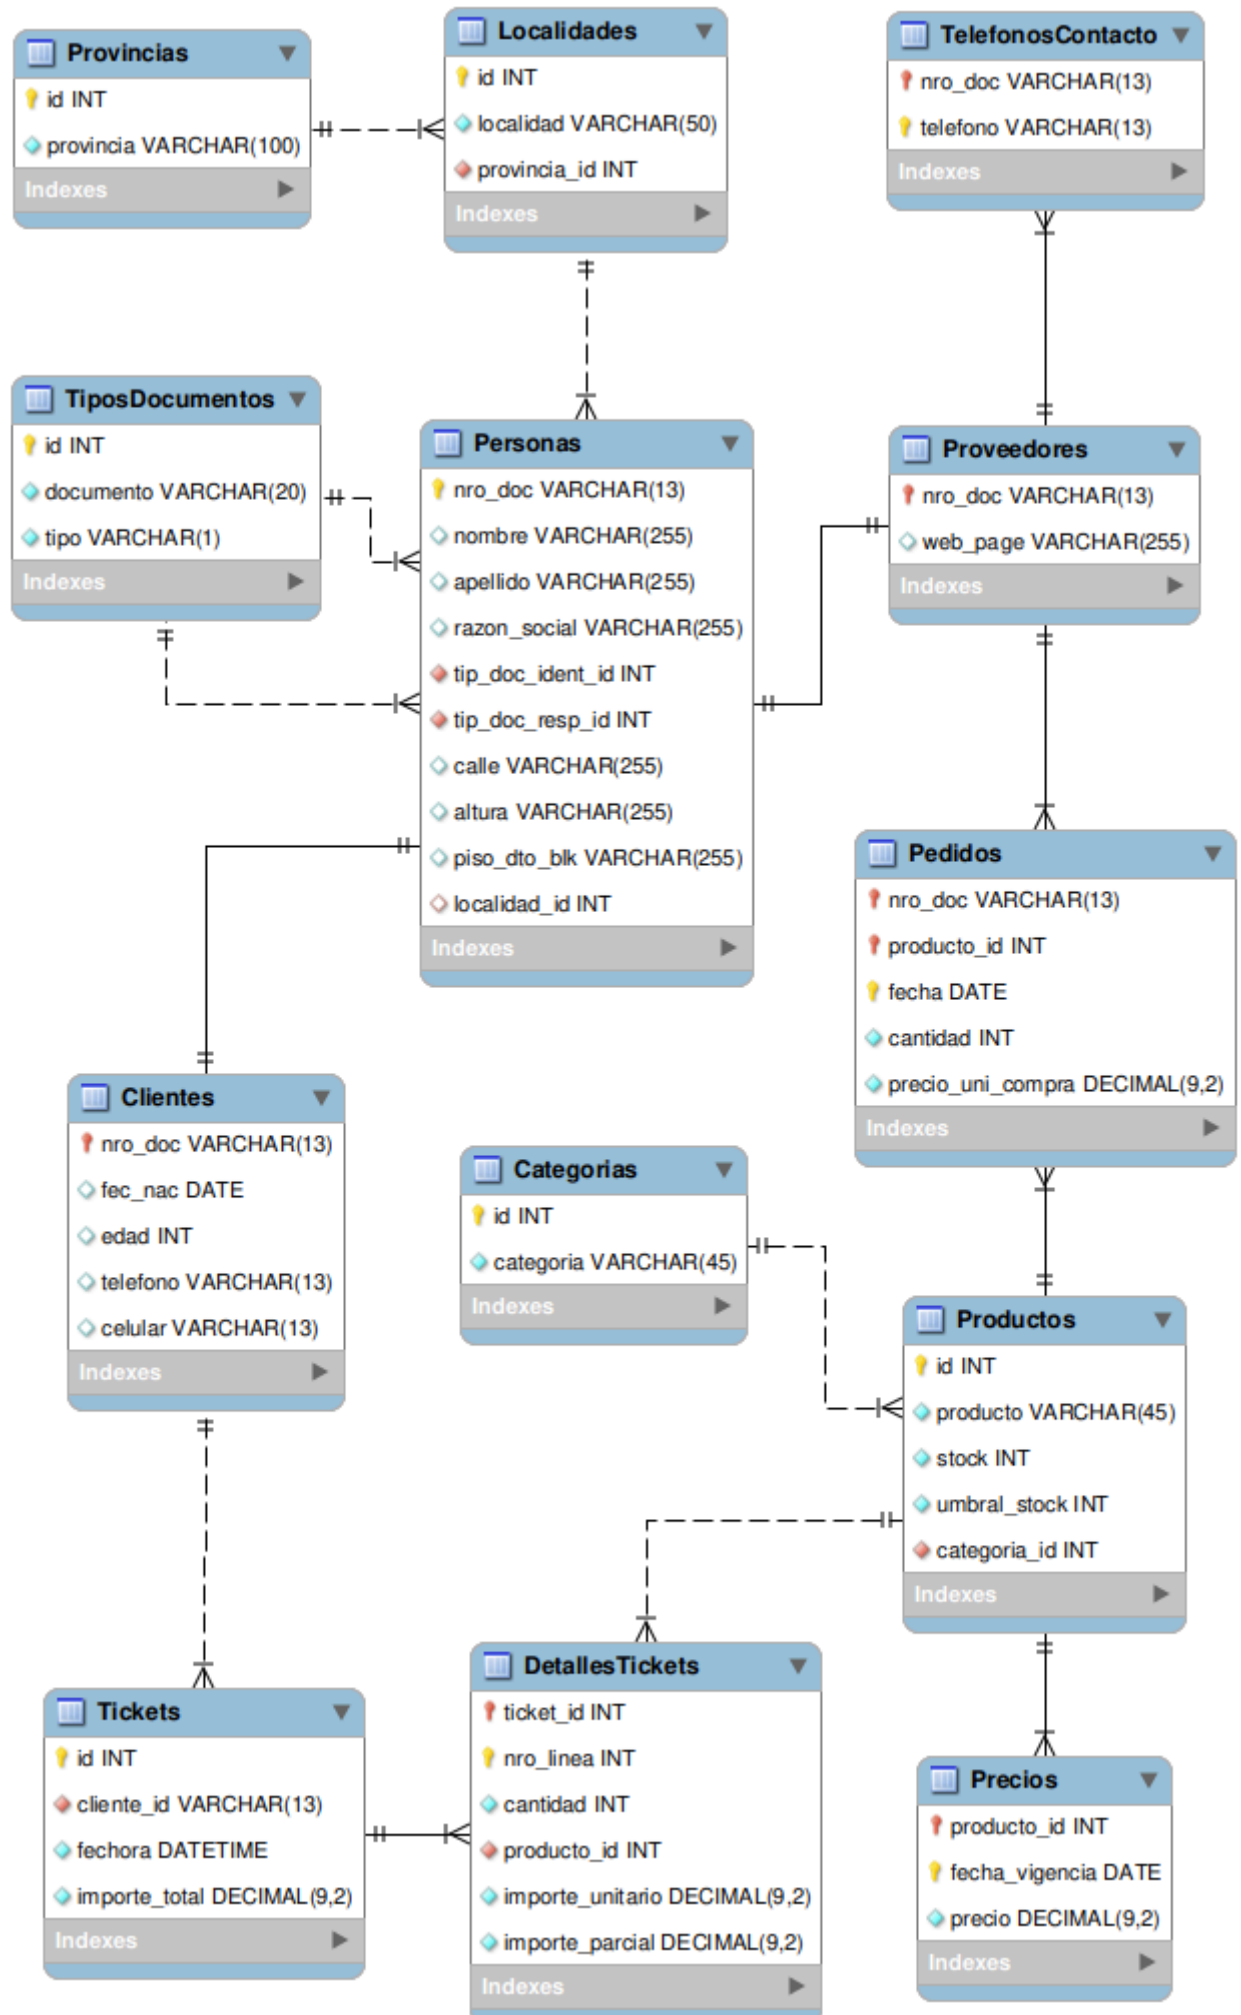 Provincias
id INT
provincia VARCHAR(100)
Indexes
Localidades
id INT
localidad VARCHAR(50)
provincia_id INT
Indexes
TelefonosContacto
nro_doc VARCHAR(13)
telefono VARCHAR(13)
Indexes
TiposDocumentos
id INT
documento VARCHAR(20)
tipo VARCHAR(1)
Indexes
Personas
nro_doc VARCHAR(13)
nombre VARCHAR(255)
apellido VARCHAR(255)
razon_social VARCHAR(255)
tip_doc_ident_id INT
tip_doc_resp_id INT
calle VARCHAR(255)
altura VARCHAR(255)
piso_dto_blk VARCHAR(255)
localidad_id INT
Indexes
Proveedores
nro_doc VARCHAR(13)
web_page VARCHAR(255)
Indexes
Pedidos
nro_doc VARCHAR(13)
producto_id INT
fecha DATE
cantidad INT
precio_uni_compra DECIMAL(9,2)
Indexes
Clientes
nro_doc VARCHAR(13)
fec_nac DATE
edad INT
telefono VARCHAR(13)
celular VARCHAR(13)
Indexes
Categorias
id INT
categoria VARCHAR(45)
Indexes
Productos
id INT
producto VARCHAR(45)
stock INT
umbral_stock INT
categoria_id INT
Indexes
Tickets
id INT
cliente_id VARCHAR(13)
fechora DATETIME
importe_total DECIMAL(9,2)
Indexes
DetallesTickets
ticket_id INT
nro_linea INT
cantidad INT
producto_id INT
importe_unitario DECIMAL(9,2)
importe_parcial DECIMAL(9,2)
Indexes
Precios
producto_id INT
fecha_vigencia DATE
precio DECIMAL(9,2)
Indexes